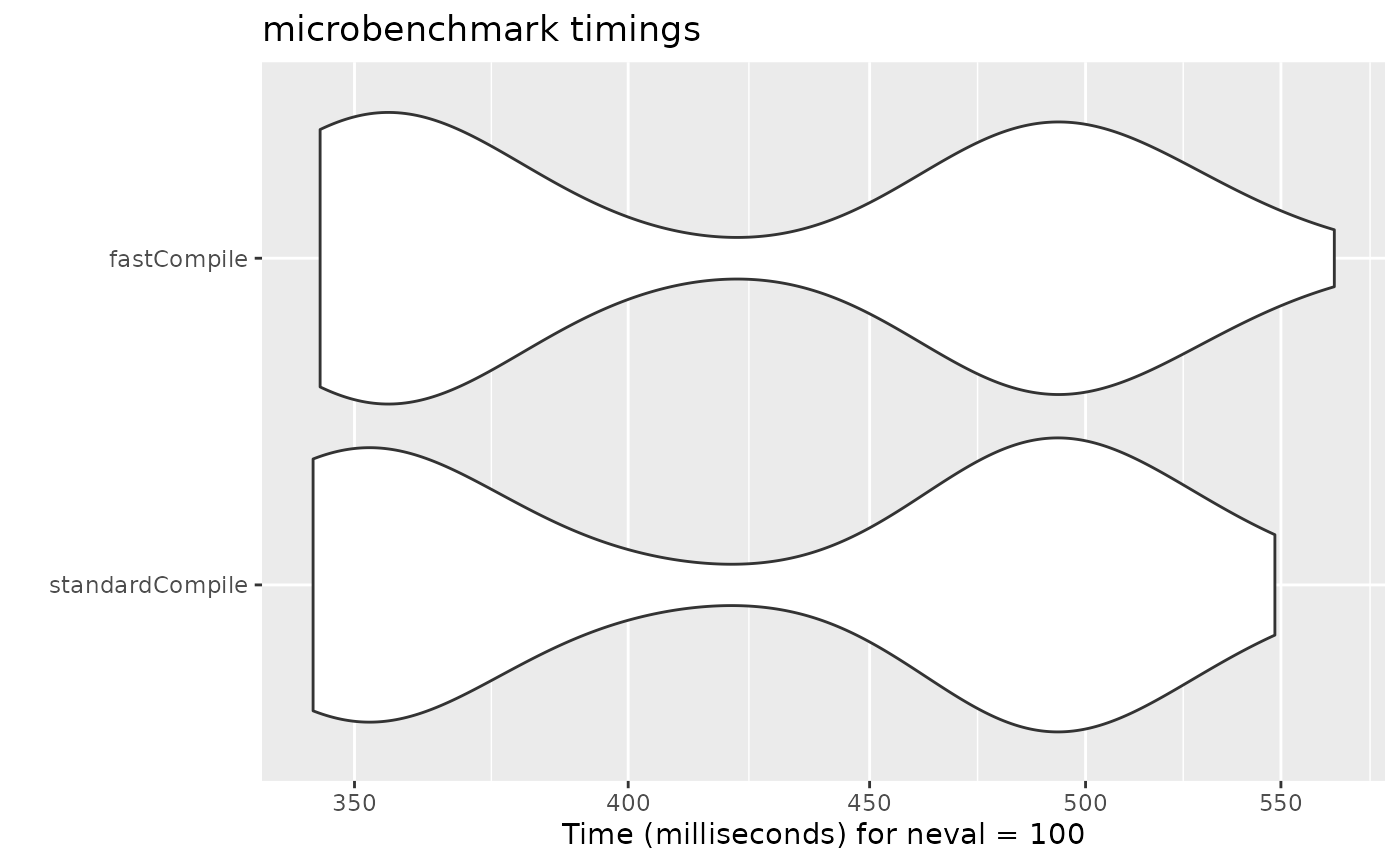 microbenchmark timings
fastCompile
standardCompile
350 400 450 500 550
Time (milliseconds) for neval = 100